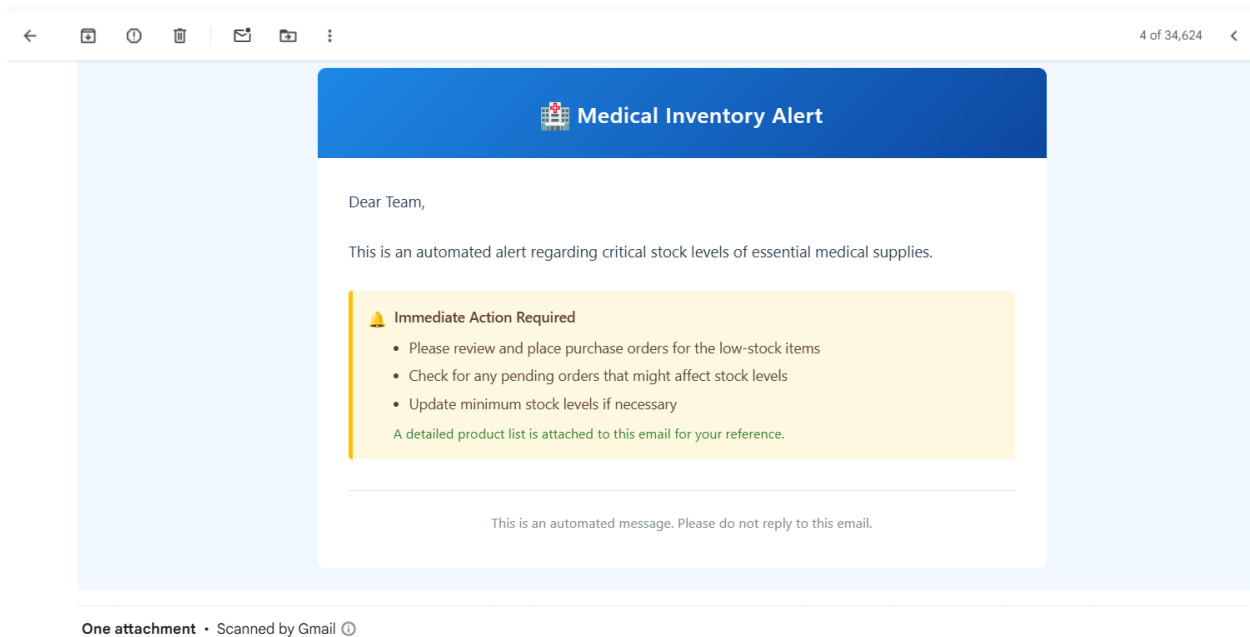 4 of 34,624
Medical Inventory Alert
Dear Team,
This is an automated alert regarding critical stock levels of essential medical supplies.
Immediate Action Required
• Please review and place purchase orders for the low-stock items
• Check for any pending orders that might affect stock levels
• Update minimum stock levels if necessary
A detailed product list is attached to this email for your reference.
This is an automated message. Please do not reply to this email.
One attachment • Scanned by Gmail